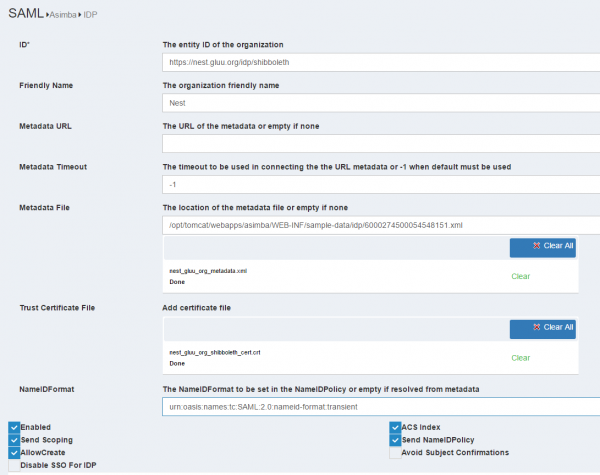 SAML ▸Asimba▸ IDP
ID* The entity ID of the organization
https://nest.gluu.org/idp/shibboleth
Friendly Name The organization friendly name
Nest
Metadata URL The URL of the metadata or empty if none
Metadata Timeout The timeout to be used in connecting the the URL metadata or -1 when default must be used
-1
Metadata File The location of the metadata file or empty if none
/opt/tomcat/webapps/asimba/WEB-INF/sample-data/idp/6000274500054548151.xml
Clear All
nest_gluu_org_metadata.xml
Done Clear
Trust Certificate File Add certificate file
Clear All
nest_gluu_org_shibboleth_cert.crt
Done Clear
NameIDFormat The NameIDFormat to be set in the NameIDPolicy or empty if resolved from metadata
urn:oasis:names:tc:SAML:2.0:nameid-format:transient
Enabled ACS Index
Send Scoping Send NameIDPolicy
AllowCreate Avoid Subject Confirmations
Disable SSO For IDP